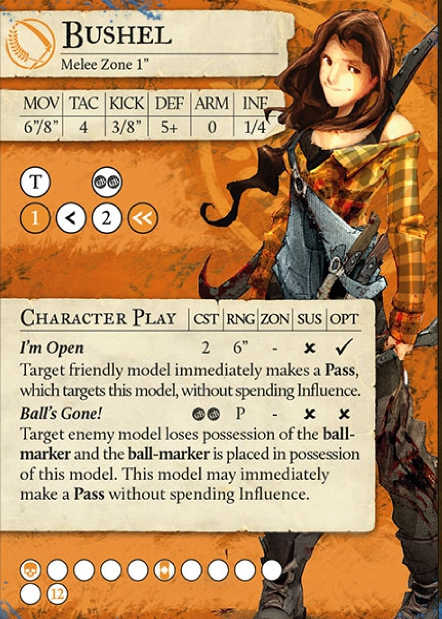 Bushel
Melee Zone 1"
MOV TAC KICK DEF ARM INF
6"/8" 4 3/8" 5+ 0 1/4
T
1 < 2 <<
Character Play CST RNG ZON SUS OPT
I'm Open 2 6" - ✘ ✓
Target friendly model immediately makes a Pass,
which targets this model, without spending Influence.
Ball's Gone! P - ✘ ✘
Target enemy model loses possession of the ball-
marker and the ball-marker is placed in possession
of this model. This model may immediately
make a Pass without spending Influence.
12